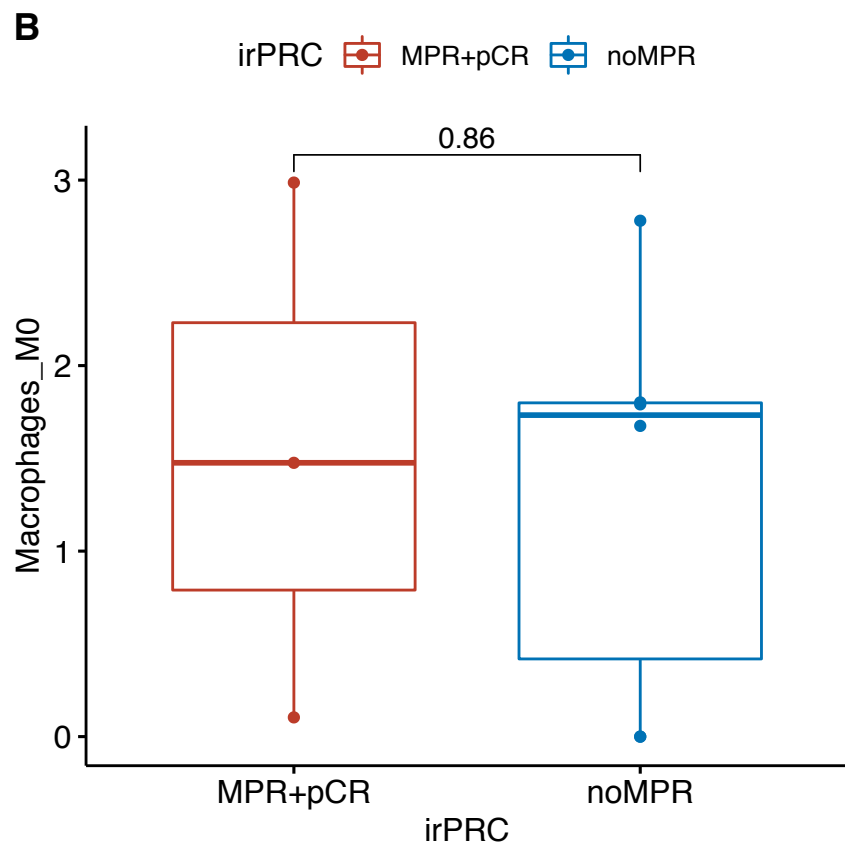 B
irPRC MPR+pCR noMPR
0.86
3
2
1
0
Macrophages_M0
MPR+pCR noMPR
irPRC